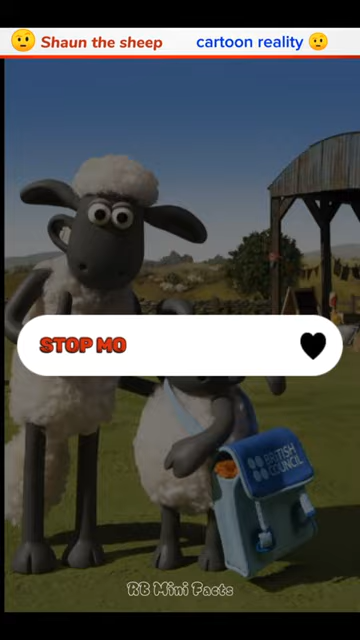 🤨 Shaun the sheep cartoon reality 🤨
STOP MO
BRITISH
COUNCIL
RB Mini Facts